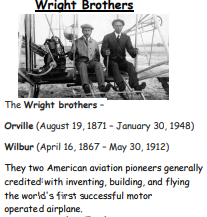 Wright Brothers
The Wright brothers –
Orville (August 19, 1871 – January 30, 1948)
Wilbur (April 16, 1867 – May 30, 1912)
They two American aviation pioneers generally
credited with inventing, building, and flying
the world's first successful motor
operated airplane.